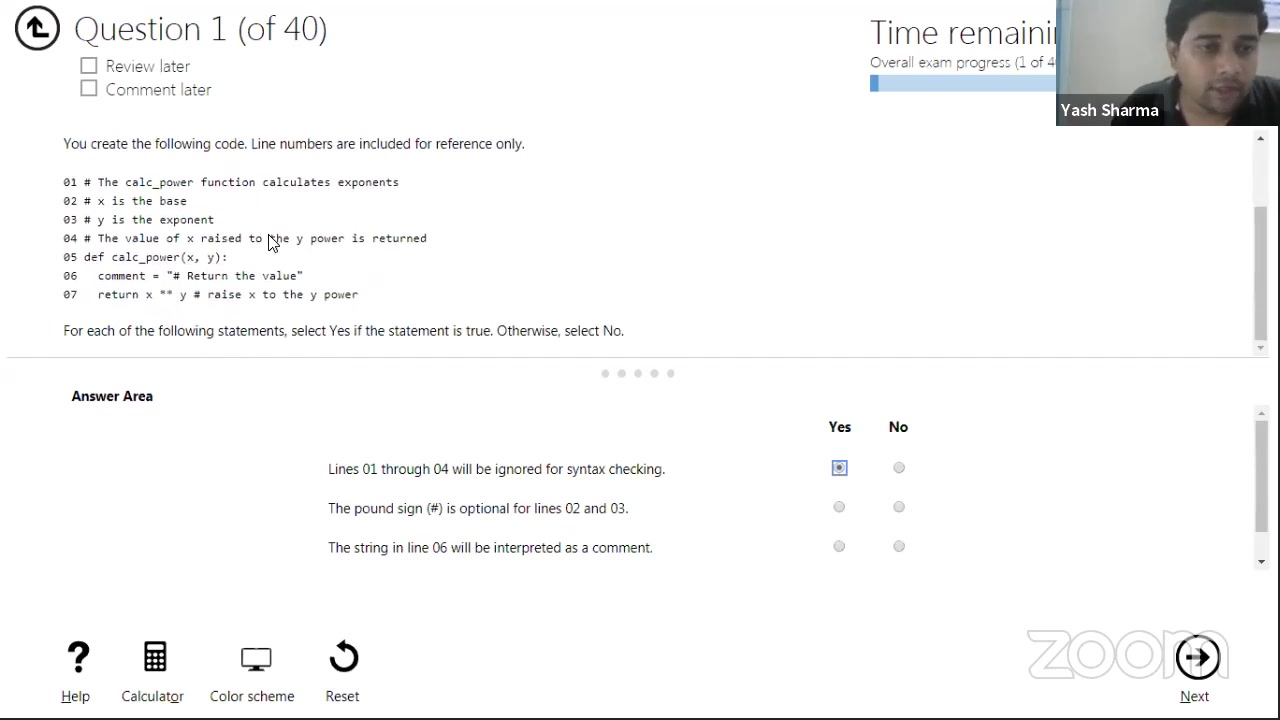 Question 1 (of 40)
Review later
Comment later
Time remaini
Overall exam progress (1 of 4
Yash Sharma
You create the following code. Line numbers are included for reference only.
01 # The calc_power function calculates exponents
02 # x is the base
03 # y is the exponent
04 # The value of x raised to the y power is returned
05 def calc_power(x, y):
06   comment = "# Return the value"
07   return x ** y # raise x to the y power
For each of the following statements, select Yes if the statement is true. Otherwise, select No.
Answer Area
Yes No
Lines 01 through 04 will be ignored for syntax checking.
The pound sign (#) is optional for lines 02 and 03.
The string in line 06 will be interpreted as a comment.
zoom
Help Calculator Color scheme Reset Next